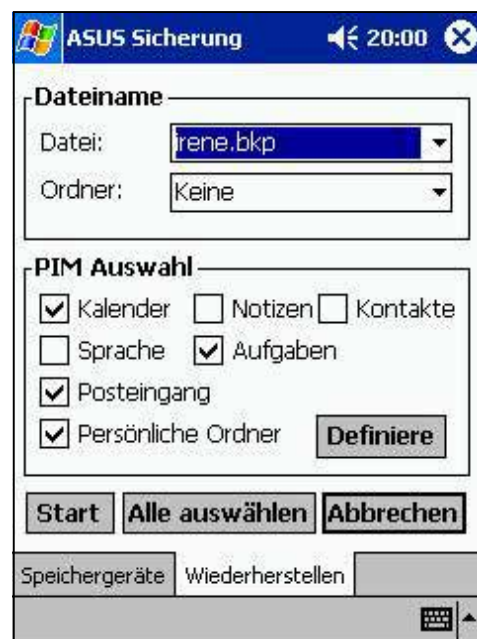 ASUS Sicherung 20:00
Dateiname
Datei: irene.bkp
Ordner: Keine
PIM Auswahl
Kalender Notizen Kontakte
Sprache Aufgaben
Posteingang
Persönliche Ordner Definiere
Start Alle auswählen Abbrechen
Speichergeräte Wiederherstellen